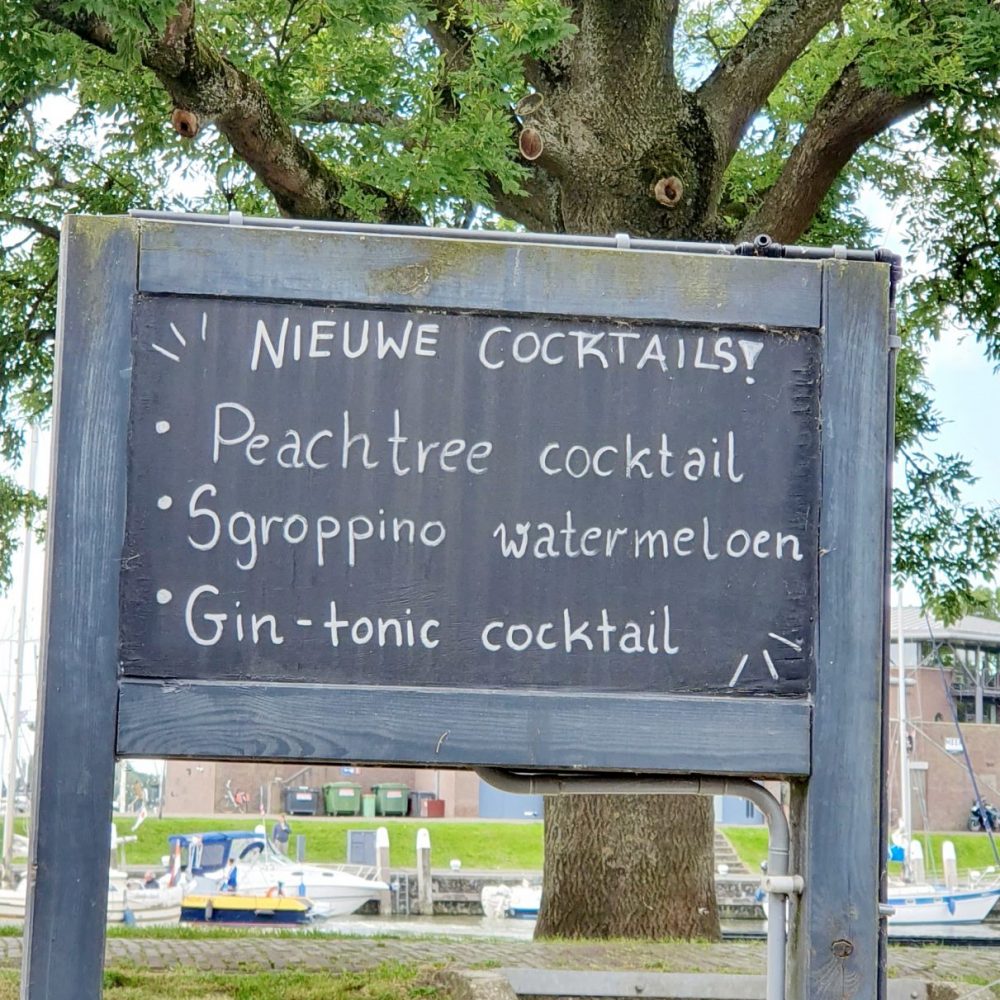 NIEUWE COCKTAILS!
• Peachtree cocktail
• Sgroppino watermeloen
• Gin-tonic cocktail